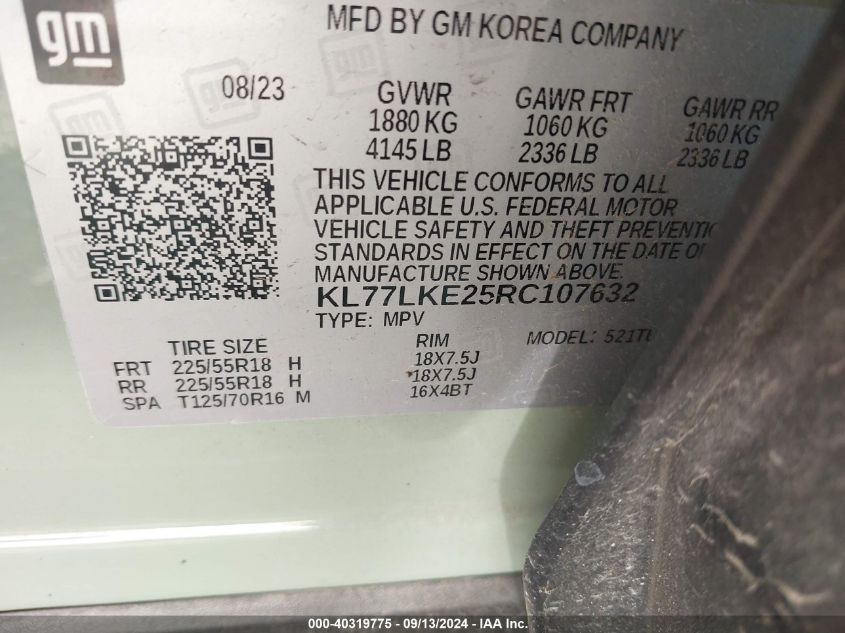 gm
MFD BY GM KOREA COMPANY
08/23 GVWR GAWR FRT GAWR RR
1880 KG 1060 KG 1060 KG
4145 LB 2336 LB 2336 LB
THIS VEHICLE CONFORMS TO ALL
APPLICABLE U.S. FEDERAL MOTOR
VEHICLE SAFETY AND THEFT
STANDARDS IN EFFECT ON THE DATE
MANUFACTURE SHOWN ABOVE.
KL77LKE25RC107632
TYPE: MPV MODEL:
TIRE SIZE RIM
FRT 225/55R18 H 18X7.5J
RR 225/55R18 H 18X7.5J
SPA T125/70R16 M 16X4BT
000-40319775 - 09/13/2024 - IAA Inc.